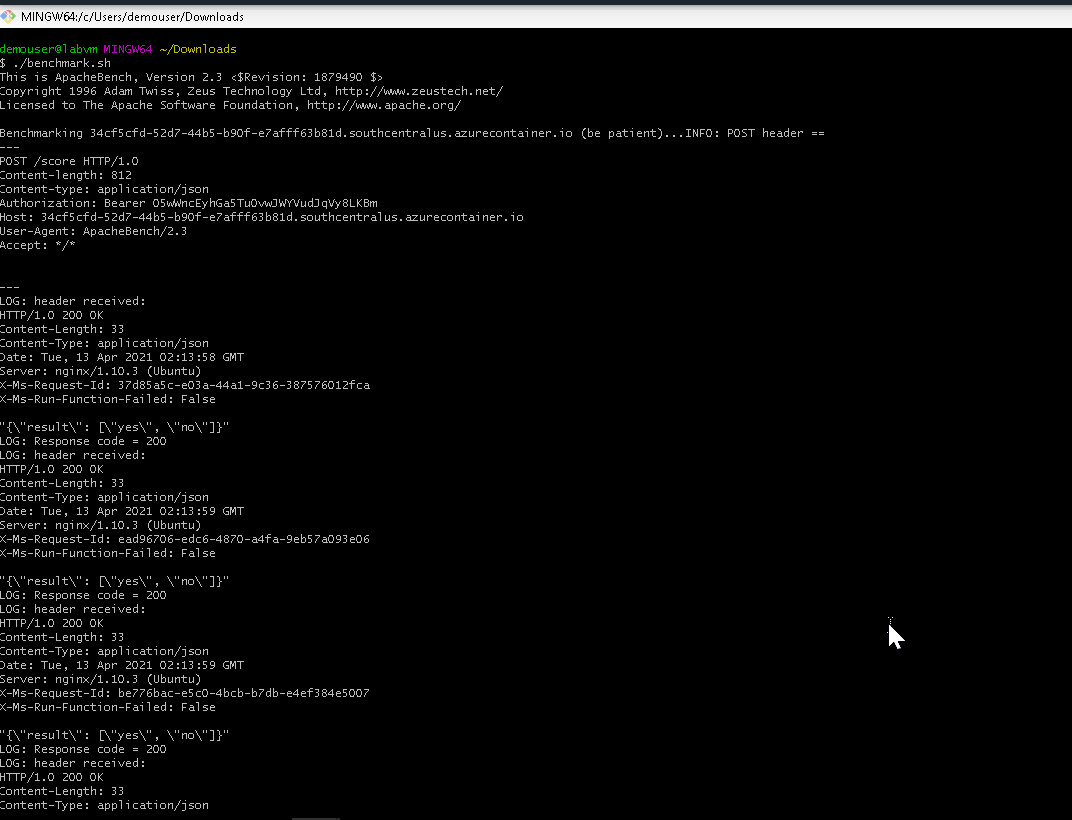 MINGW64:/c/Users/demouser/Downloads
demouser@labvm MINGW64 ~/Downloads
$ ./benchmark.sh
This is ApacheBench, Version 2.3 <$Revision: 1879490 $>
Copyright 1996 Adam Twiss, Zeus Technology Ltd, http://www.zeustech.net/
Licensed to The Apache Software Foundation, http://www.apache.org/
Benchmarking 34cf5cfd-52d7-44b5-b90f-e7afff63b81d.southcentralus.azurecontainer.io (be patient)...INFO: POST header ==
---
POST /score HTTP/1.0
Content-length: 812
Content-type: application/json
Authorization: Bearer O5wWncEyhGa5TuOvwJWYVudJqVy8LKBm
Host: 34cf5cfd-52d7-44b5-b90f-e7afff63b81d.southcentralus.azurecontainer.io
User-Agent: ApacheBench/2.3
Accept: */*
---
LOG: header received:
HTTP/1.0 200 OK
Content-Length: 33
Content-Type: application/json
Date: Tue, 13 Apr 2021 02:13:58 GMT
Server: nginx/1.10.3 (Ubuntu)
X-Ms-Request-Id: 37d85a5c-e03a-44a1-9c36-387576012fca
X-Ms-Run-Function-Failed: False
"{\"result\": [\"yes\", \"no\"]}"
LOG: Response code = 200
LOG: header received:
HTTP/1.0 200 OK
Content-Length: 33
Content-Type: application/json
Date: Tue, 13 Apr 2021 02:13:59 GMT
Server: nginx/1.10.3 (Ubuntu)
X-Ms-Request-Id: ead96706-edc6-4870-a4fa-9eb57a093e06
X-Ms-Run-Function-Failed: False
"{\"result\": [\"yes\", \"no\"]}"
LOG: Response code = 200
LOG: header received:
HTTP/1.0 200 OK
Content-Length: 33
Content-Type: application/json
Date: Tue, 13 Apr 2021 02:13:59 GMT
Server: nginx/1.10.3 (Ubuntu)
X-Ms-Request-Id: be776bac-e5c0-4bcb-b7db-e4ef384e5007
X-Ms-Run-Function-Failed: False
"{\"result\": [\"yes\", \"no\"]}"
LOG: Response code = 200
LOG: header received:
HTTP/1.0 200 OK
Content-Length: 33
Content-Type: application/json